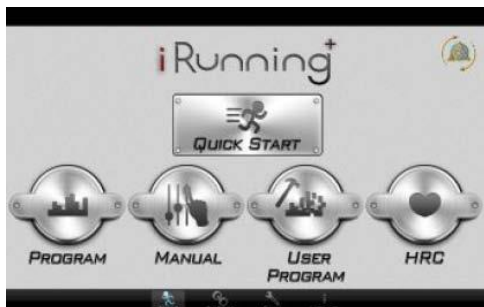 iRunning+
QUICK START
PROGRAM
MANUAL
USER
PROGRAM
HRC